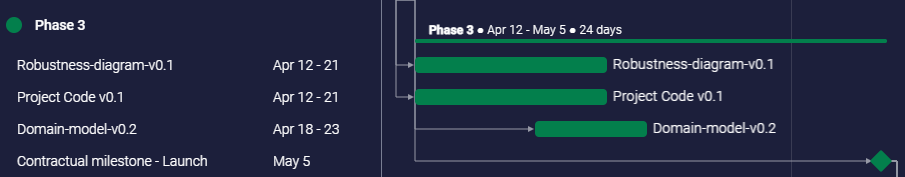 Phase 3
Phase 3 ● Apr 12 - May 5 ● 24 days
Robustness-diagram-v0.1 Apr 12 - 21 Robustness-diagram-v0.1
Project Code v0.1 Apr 12 - 21 Project Code v0.1
Domain-model-v0.2 Apr 18 - 23 Domain-model-v0.2
Contractual milestone - Launch May 5